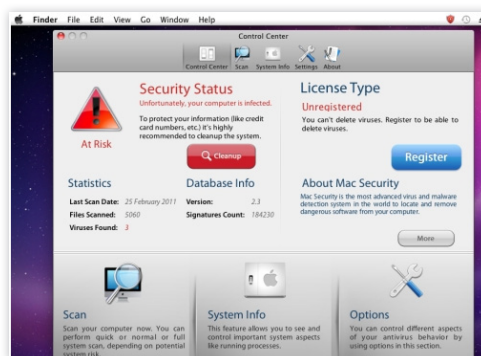 Finder File Edit View Go Window Help
Control Center
Control Center Scan System Info Settings About
Security Status
Unfortunately, your computer is infected.
To protect your information (like credit
card numbers, etc.) it's highly
recommended to cleanup the system.
At Risk
Cleanup
License Type
Unregistered
You can't delete viruses. Register to be able to
delete viruses.
Register
Statistics
Last Scan Date: 25 February 2011
Files Scanned: 5060
Viruses Found: 3
Database Info
Version: 2.3
Signatures Count: 184230
About Mac Security
Mac Security is the most advanced virus and malware
detection system in the world to locate and remove
dangerous software from your computer.
More
Scan
Scan your computer now. You can
perform quick or normal or full
system scan, depending on potential
system risk.
System Info
This feature allows you to see and
control important system aspects
like running processes.
Options
You can control different aspects
of your antivirus behavior by
using options in this section.